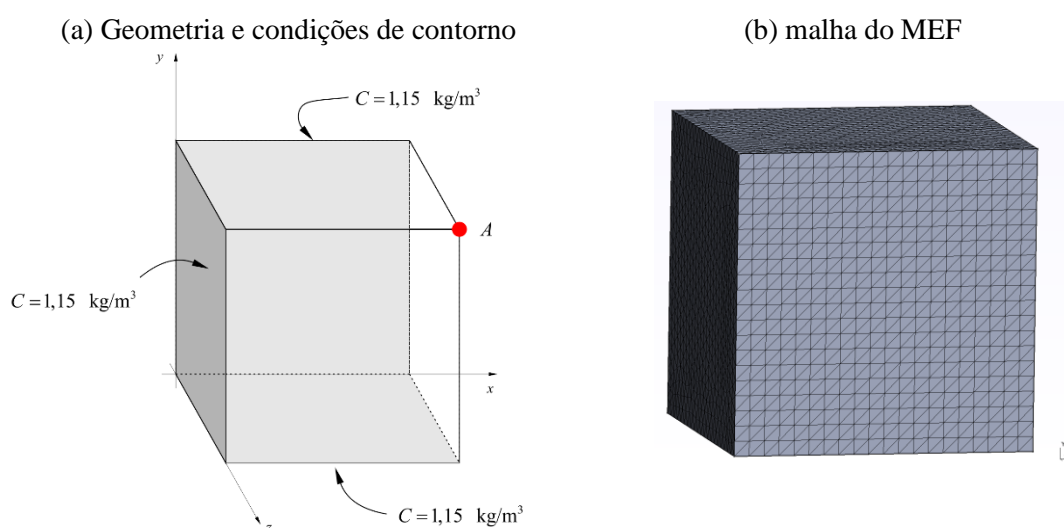 (a) Geometria e condições de contorno
(b) malha do MEF
y
C = 1,15 kg/m³
A
C = 1,15 kg/m³
x
C = 1,15 kg/m³
z